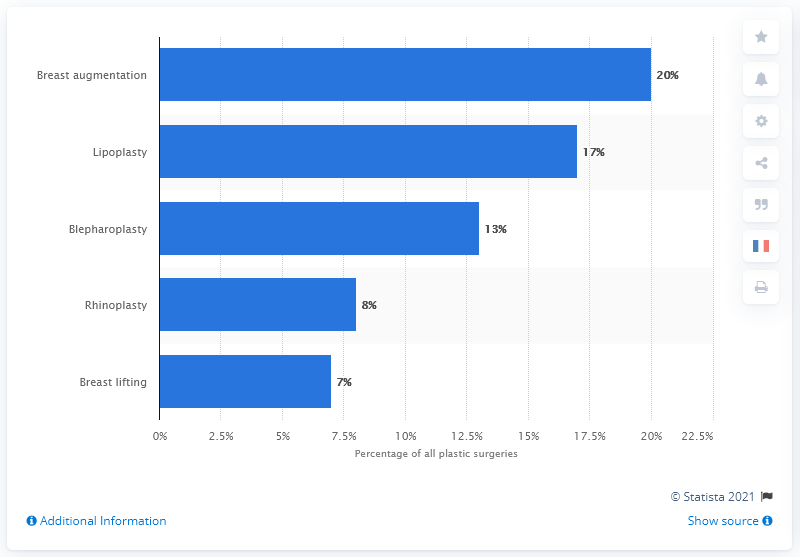 Breast augmentation
20%
Lipoplasty
17%
Blepharoplasty
13%
Rhinoplasty
8%
Breast lifting
7%
0% 2.5% 5% 7.5% 10% 12.5% 15% 17.5% 20% 22.5%
Percentage of all plastic surgeries
© Statista 2021
Additional Information
Show source